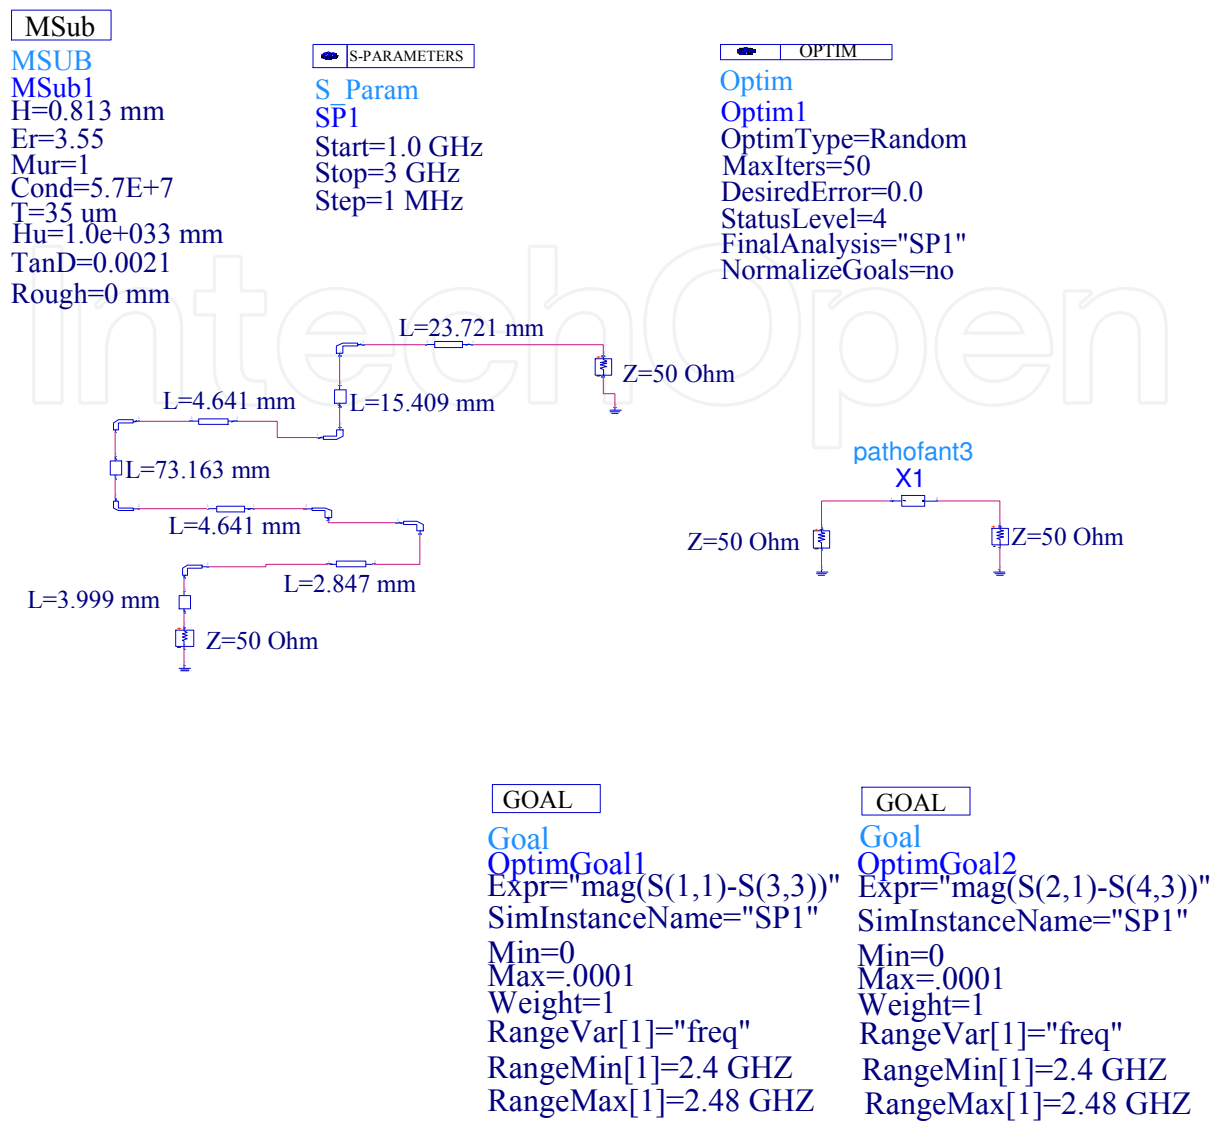 MSub
MSUB
MSub1
H=0.813 mm
Er=3.55
Mur=1
Cond=5.7E+7
T=35 um
Hu=1.0e+033 mm
TanD=0.0021
Rough=0 mm
S-PARAMETERS
S_Param
SP1
Start=1.0 GHz
Stop=3 GHz
Step=1 MHz
OPTIM
Optim
Optim1
OptimType=Random
MaxIters=50
DesiredError=0.0
StatusLevel=4
FinalAnalysis="SP1"
NormalizeGoals=no
IntechOpen
L=23.721 mm
Z=50 Ohm
L=4.641 mm
L=15.409 mm
L=73.163 mm
L=4.641 mm
L=2.847 mm
L=3.999 mm
Z=50 Ohm
pathofant3
X1
Z=50 Ohm
Z=50 Ohm
GOAL
Goal
OptimGoal1
Expr="mag(S(1,1)-S(3,3))"
SimInstanceName="SP1"
Min=0
Max=.0001
Weight=1
RangeVar[1]="freq"
RangeMin[1]=2.4 GHZ
RangeMax[1]=2.48 GHZ
GOAL
Goal
OptimGoal2
Expr="mag(S(2,1)-S(4,3))"
SimInstanceName="SP1"
Min=0
Max=.0001
Weight=1
RangeVar[1]="freq"
RangeMin[1]=2.4 GHZ
RangeMax[1]=2.48 GHZ